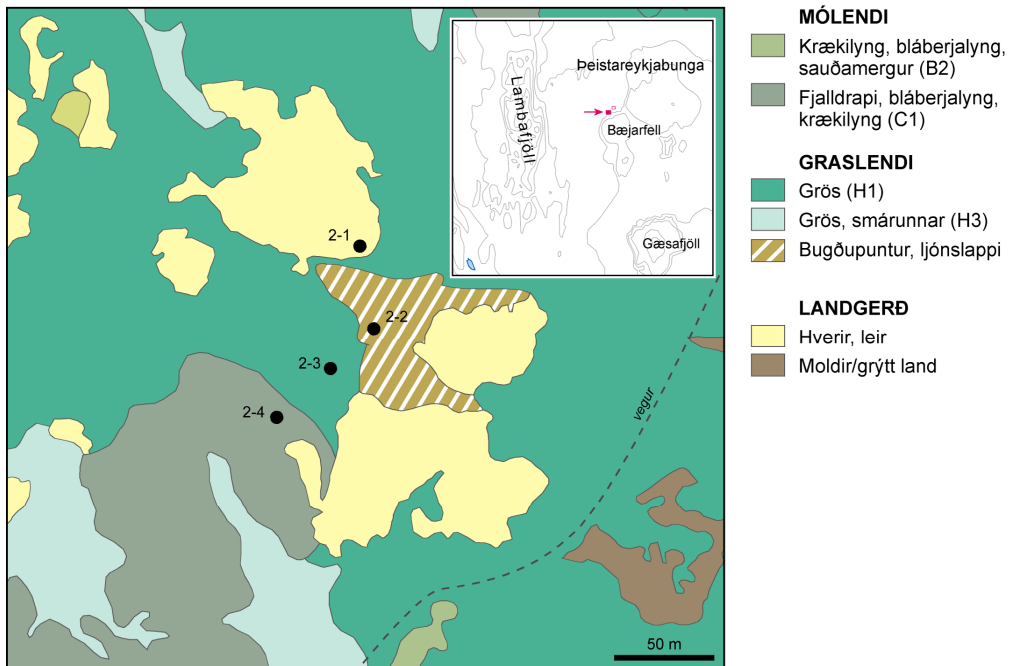 Þeistareykjabunga
Lambafjöll
Bæjarfell
Gæsafjöll
2-1
2-2
2-3
2-4
vegur
50 m
MÓLENDI
Krækilyng, bláberjalyng,
sauðamergur (B2)
Fjalldrapi, bláberjalyng,
krækilyng (C1)
GRASLENDI
Grös (H1)
Grös, smárunnar (H3)
Bugðupuntur, ljónslappi
LANDGERÐ
Hverir, leir
Moldir/grýtt land